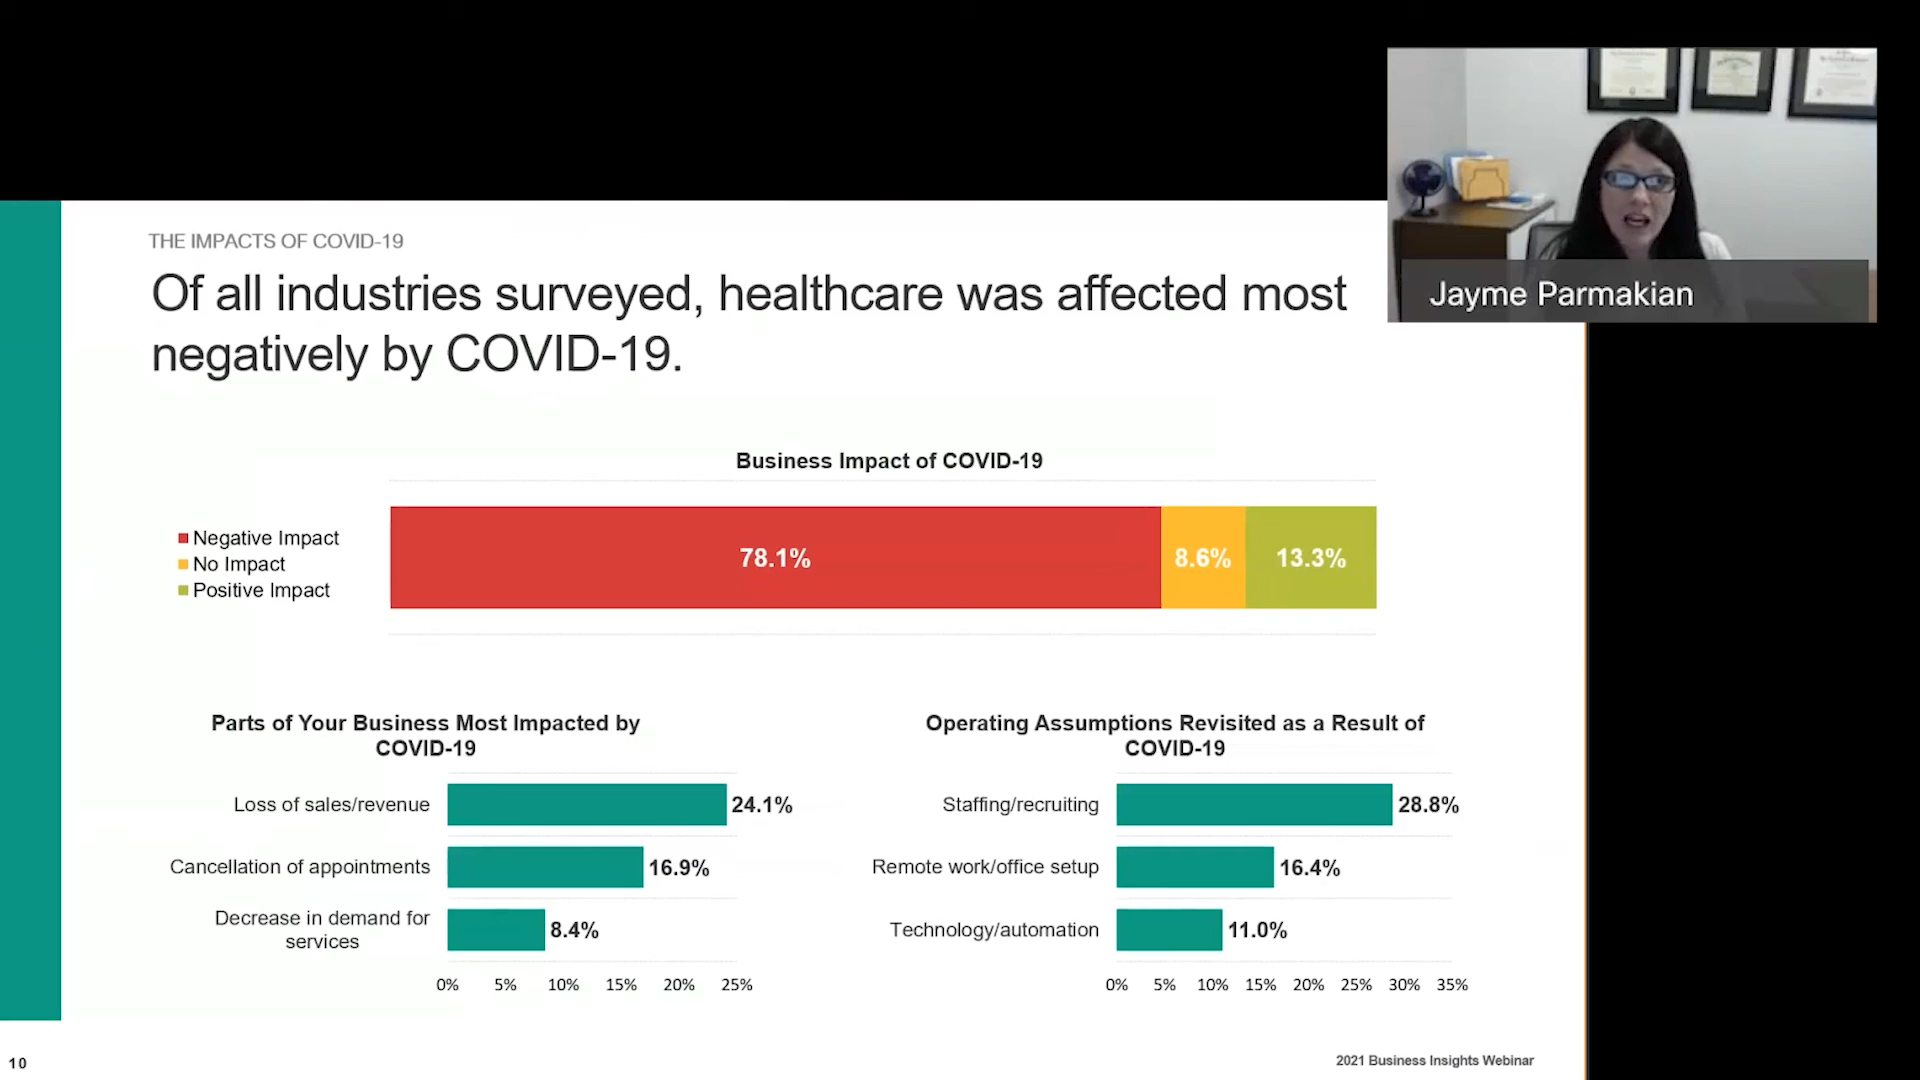 THE IMPACTS OF COVID-19
Of all industries surveyed, healthcare was affected most
negatively by COVID-19.
Jayme Parmakian
Business Impact of COVID-19
Negative Impact
No Impact
Positive Impact
78.1%
8.6%
13.3%
Parts of Your Business Most Impacted by
COVID-19
Loss of sales/revenue
24.1%
Cancellation of appointments
16.9%
Decrease in demand for
services
8.4%
0% 5% 10% 15% 20% 25%
Operating Assumptions Revisited as a Result of
COVID-19
Staffing/recruiting
28.8%
Remote work/office setup
16.4%
Technology/automation
11.0%
0% 5% 10% 15% 20% 25% 30% 35%
10
2021 Business Insights Webinar